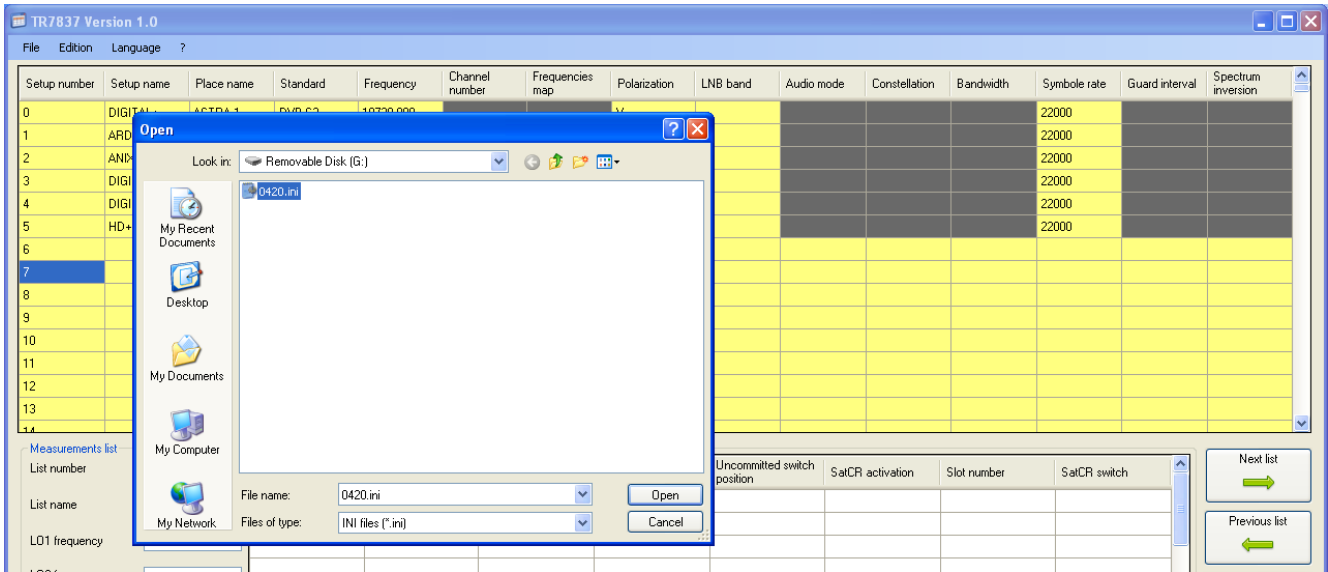 TR7837 Version 1.0
File Edition Language ?
Setup number Setup name Place name Standard Frequency Channel number Frequencies map Polarization LNB band Audio mode Constellation Bandwidth Symbole rate Guard interval Spectrum inversion
0 22000
1 ARD 22000
2 22000
3 DIGI 22000
4 DIGI 22000
5 HD+ 22000
6
7
8
9
10
11
12
13
14
Open
Look in: Removable Disk (G:)
0420.ini
My Recent Documents
Desktop
My Documents
My Computer
My Network
File name: 0420.ini Open
Files of type: INI files (*.ini) Cancel
Measurements list
List number
List name
LO1 frequency
Uncommitted switch position SatCR activation Slot number SatCR switch
Next list
Previous list